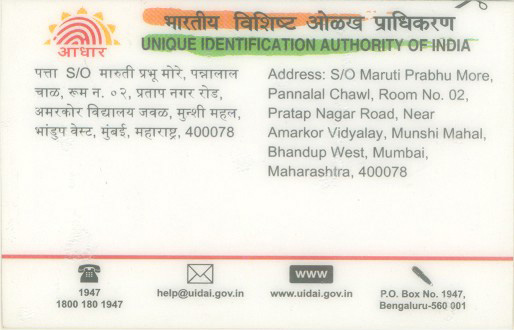 भारतीय विशिष्ट ओळख प्राधिकरण
UNIQUE IDENTIFICATION AUTHORITY OF INDIA
आधार
पत्ता S/O मारुती प्रभू मोरे, पन्नालाल
चाळ, रूम न. ०२, प्रताप नगर रोड,
अमरकोर विद्यालय जवळ, मुन्शी महल,
भांडुप वेस्ट, मुंबई, महाराष्ट्र, 400078
Address: S/O Maruti Prabhu More,
Pannalal Chawl, Room No. 02,
Pratap Nagar Road, Near
Amarkor Vidyalay, Munshi Mahal,
Bhandup West, Mumbai,
Maharashtra, 400078
1947
1800 180 1947
help@uidai.gov.in
www
www.uidai.gov.in
P.O. Box No. 1947,
Bengaluru-560 001